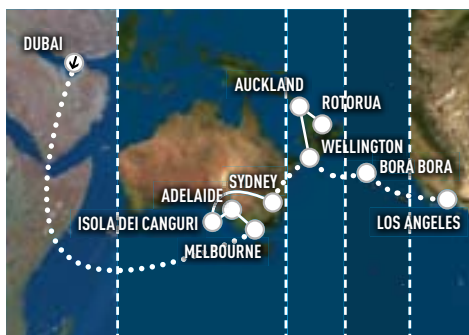 DUBAI
AUCKLAND
ROTORUA
WELLINGTON
BORA BORA
SYDNEY
ADELAIDE
ISOLA DEI CANGURI
LOS ANGELES
MELBOURNE